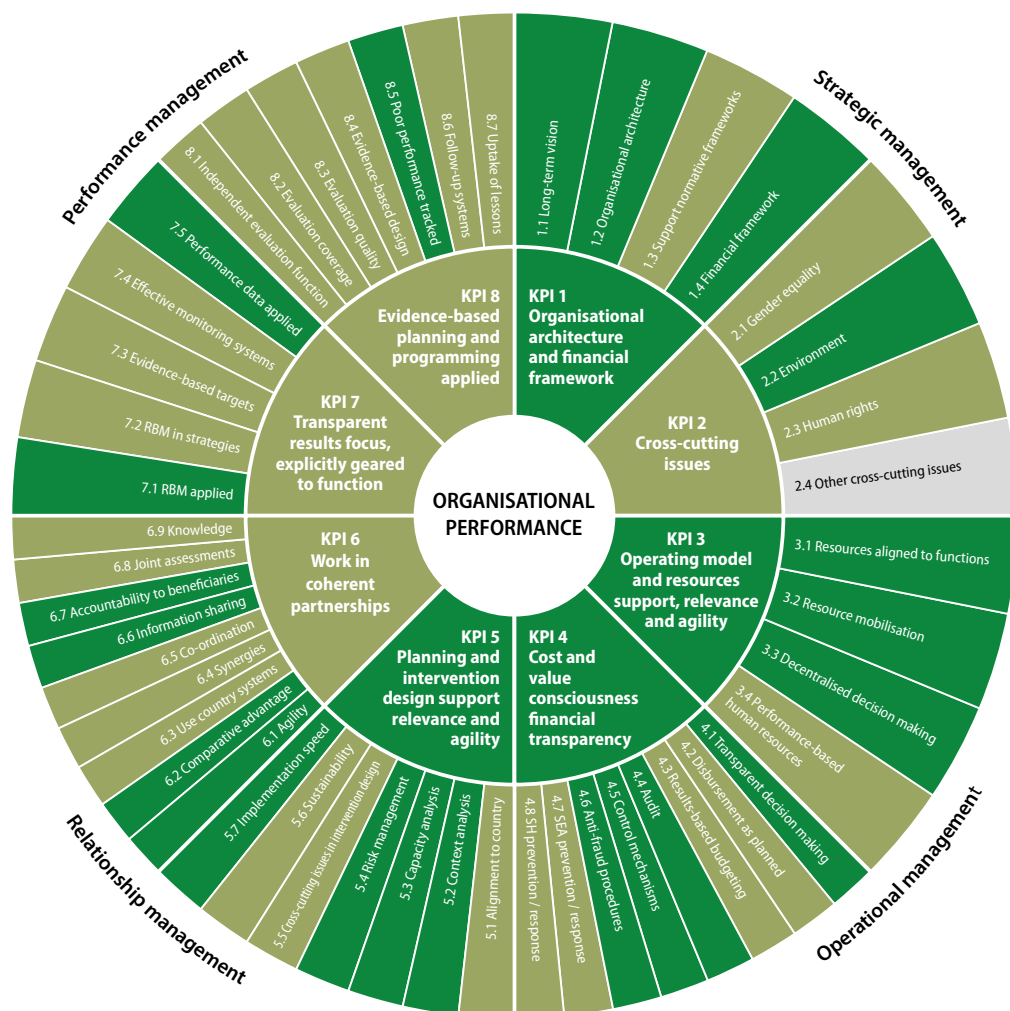 Performance management
Strategic management
Operational management
Relationship management
ORGANISATIONAL
PERFORMANCE
KPI 1
Organisational
architecture
and financial
framework
1.1 Long-term vision
1.2 Organisational architecture
1.3 Support normative frameworks
1.4 Financial framework
KPI 2
Cross-cutting
issues
2.1 Gender equality
2.2 Environment
2.3 Human rights
2.4 Other cross-cutting issues
KPI 3
Operating model
and resources
support, relevance
and agility
3.1 Resources aligned to functions
3.2 Resource mobilisation
3.3 Decentralised decision making
3.4 Performance-based
human resources
KPI 4
Cost and
value
consciousness
financial
transparency
4.1 Transparent decision making
4.2 Disbursement as planned
4.3 Results-based budgeting
4.4 Audit
4.5 Control mechanisms
4.6 Anti-fraud procedures
4.7 SEA prevention / response
4.8 SH prevention / response
KPI 5
Planning and
intervention
design support
relevance and
agility
5.1 Alignment to country
5.2 Context analysis
5.3 Capacity analysis
5.4 Risk management
5.5 Cross-cutting issues in intervention design
5.6 Sustainability
5.7 Implementation speed
KPI 6
Work in
coherent
partnerships
6.1 Agility
6.2 Comparative advantage
6.3 Use country systems
6.4 Synergies
6.5 Co-ordination
6.6 Information sharing
6.7 Accountability to beneficiaries
6.8 Joint assessments
6.9 Knowledge
KPI 7
Transparent
results focus,
explicitly geared
to function
7.1 RBM applied
7.2 RBM in strategies
7.3 Evidence-based targets
7.4 Effective monitoring systems
7.5 Performance data applied
KPI 8
Evidence-based
planning and
programming
applied
8.1 Independent evaluation function
8.2 Evaluation coverage
8.3 Evaluation quality
8.4 Evidence-based design
8.5 Poor performance tracked
8.6 Follow-up systems
8.7 Uptake of lessons